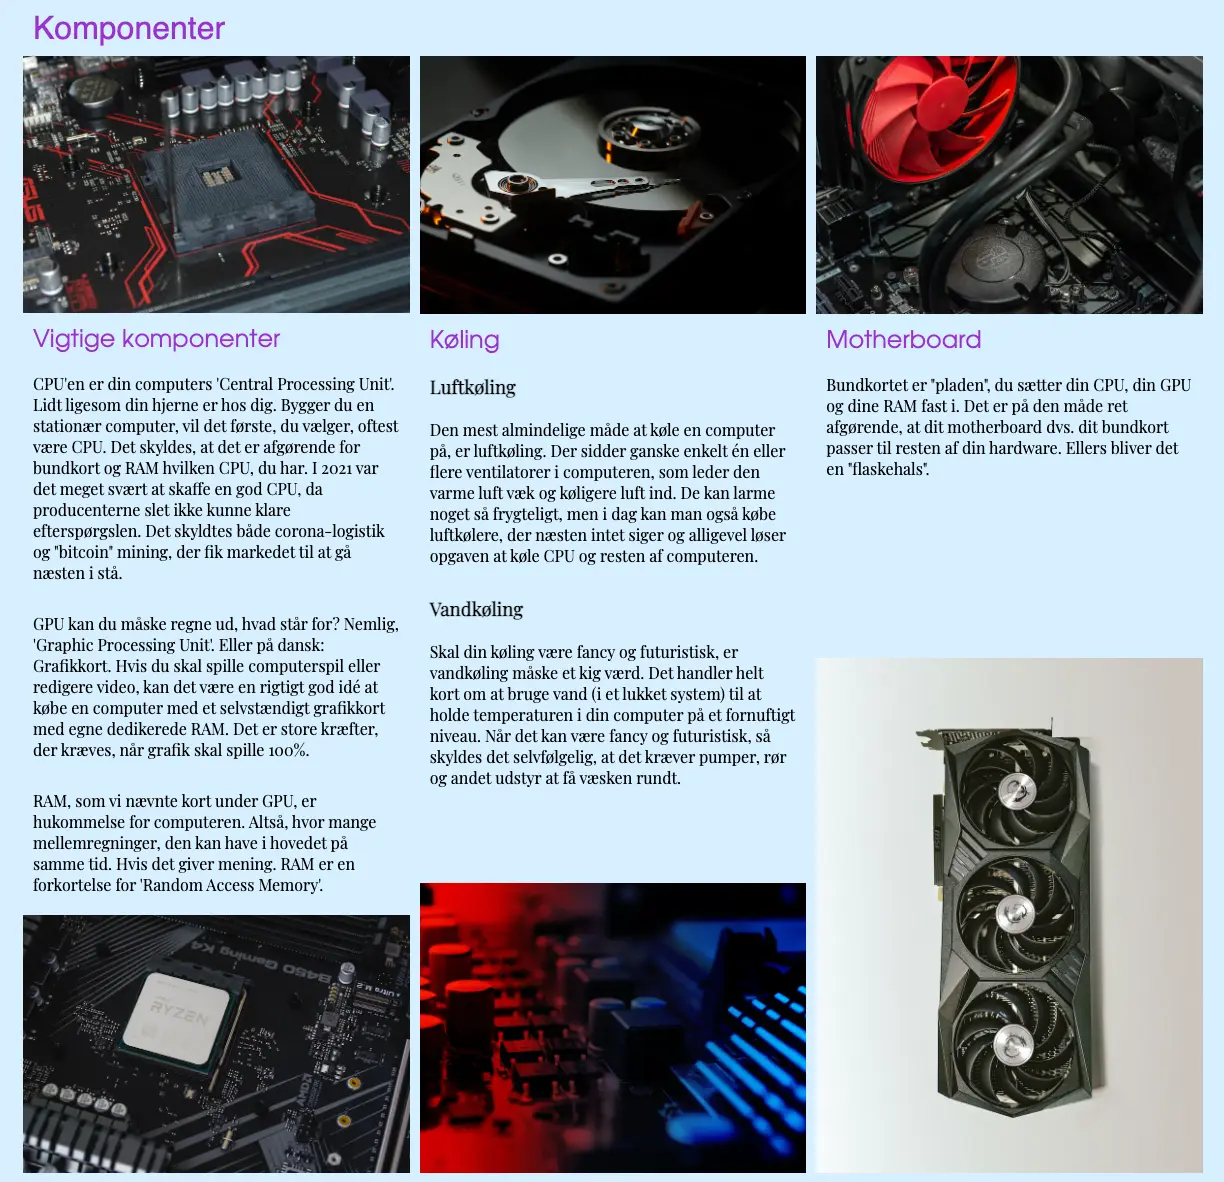 Komponenter
Vigtige komponenter
CPU'en er din computers 'Central Processing Unit'.
Lidt ligesom din hjerne er hos dig. Bygger du en
stationær computer, vil det første, du vælger, oftest
være CPU. Det skyldes, at det er afgørende for
bundkort og RAM hvilken CPU, du har. I 2021 var
det meget svært at skaffe en god CPU, da
producenterne slet ikke kunne klare
efterspørgslen. Det skyldtes både corona-logistik
og "bitcoin" mining, der fik markedet til at gå
næsten i stå.
GPU kan du måske regne ud, hvad står for? Nemlig,
'Graphic Processing Unit'. Eller på dansk:
Grafikkort. Hvis du skal spille computerspil eller
redigere video, kan det være en rigtigt god idé at
købe en computer med et selvstændigt grafikkort
med egne dedikerede RAM. Det er store kræfter,
der kræves, når grafik skal spille 100%.
RAM, som vi nævnte kort under GPU, er
hukommelse for computeren. Altså, hvor mange
mellemregninger, den kan have i hovedet på
samme tid. Hvis det giver mening. RAM er en
forkortelse for 'Random Access Memory'.
B450 Gaming K4
Ultra M.2
RYZEN
Køling
Luftkøling
Den mest almindelige måde at køle en computer
på, er luftkøling. Der sidder ganske enkelt én eller
flere ventilatorer i computeren, som leder den
varme luft væk og køligere luft ind. De kan larme
noget så frygteligt, men i dag kan man også købe
luftkølere, der næsten intet siger og alligevel løser
opgaven at køle CPU og resten af computeren.
Vandkøling
Skal din køling være fancy og futuristisk, er
vandkøling måske et kig værd. Det handler helt
kort om at bruge vand (i et lukket system) til at
holde temperaturen i din computer på et fornuftigt
niveau. Når det kan være fancy og futuristisk, så
skyldes det selvfølgelig, at det kræver pumper, rør
og andet udstyr at få væsken rundt.
Motherboard
Bundkortet er "pladen", du sætter din CPU, din GPU
og dine RAM fast i. Det er på den måde ret
afgørende, at dit motherboard dvs. dit bundkort
passer til resten af din hardware. Ellers bliver det
en "flaskehals".